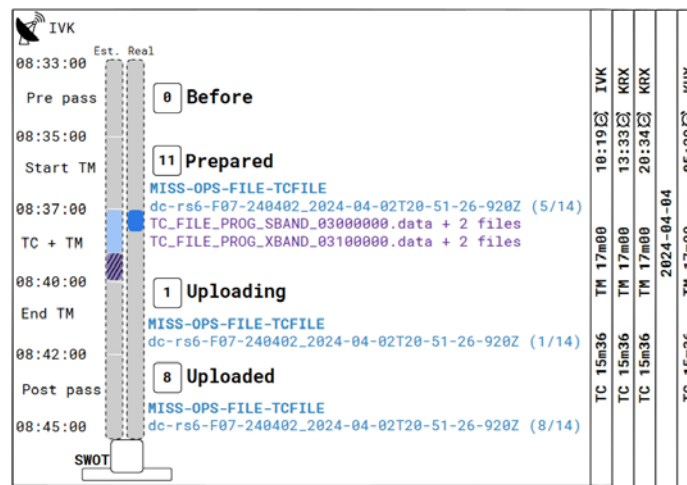 IVK
Est. Real
08:33:00
Pre pass
08:35:00
Start TM
08:37:00
TC + TM
08:40:00
End TM
08:42:00
Post pass
08:45:00
SWOT
0 Before
11 Prepared
MISS-OPS-FILE-TCFILE
dc-rs6-F07-240402_2024-04-02T20-51-26-920Z (5/14)
TC_FILE_PROG_SBAND_03000000.data + 2 files
TC_FILE_PROG_XBAND_03100000.data + 2 files
1 Uploading
MISS-OPS-FILE-TCFILE
dc-rs6-F07-240402_2024-04-02T20-51-26-920Z (1/14)
8 Uploaded
MISS-OPS-FILE-TCFILE
dc-rs6-F07-240402_2024-04-02T20-51-26-920Z (8/14)
TC 15m36 TM 17m00 10:19 IVK
TC 15m36 TM 17m00 13:33 KRX
TC 15m36 TM 17m00 20:34 KRX
2024-04-04